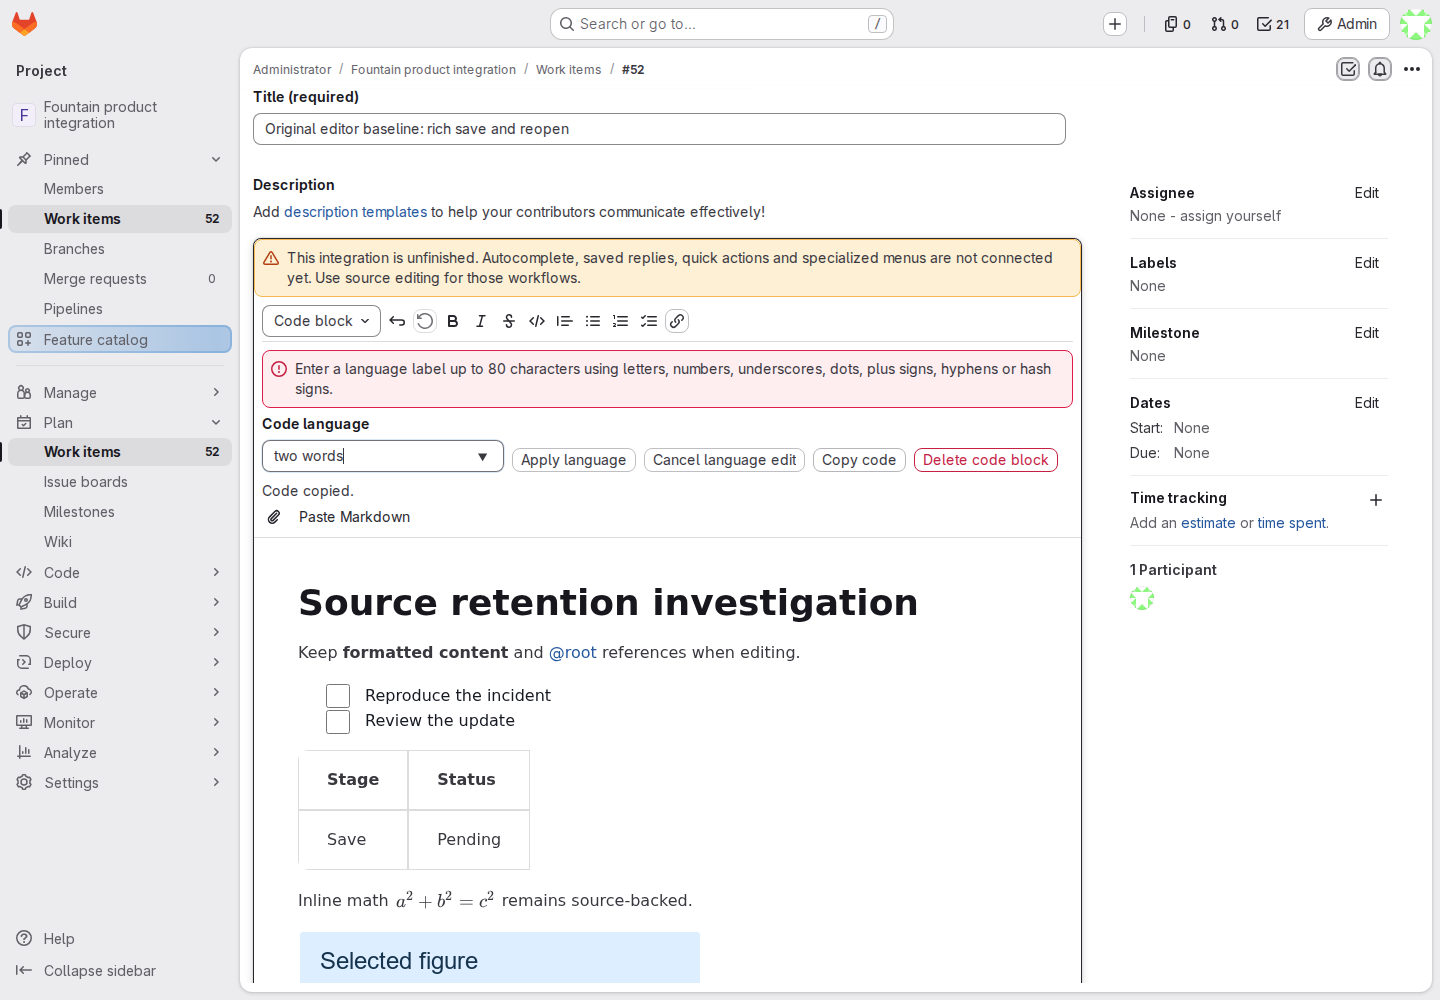 Search or go to...
/
0
0
21
Admin
Project
F
Fountain product
integration
Pinned
Members
Work items
52
Branches
Merge requests
0
Pipelines
Feature catalog
Manage
Plan
Work items
52
Issue boards
Milestones
Wiki
Code
Build
Secure
Deploy
Operate
Monitor
Analyze
Settings
Help
Collapse sidebar
Administrator / Fountain product integration / Work items / #52
Title (required)
Original editor baseline: rich save and reopen
Description
Add description templates to help your contributors communicate effectively!
This integration is unfinished. Autocomplete, saved replies, quick actions and specialized menus are not connected
yet. Use source editing for those workflows.
Code block
Enter a language label up to 80 characters using letters, numbers, underscores, dots, plus signs, hyphens or hash
signs.
Code language
two words
Apply language
Cancel language edit
Copy code
Delete code block
Code copied.
Paste Markdown
Source retention investigation
Keep formatted content and @root references when editing.
Reproduce the incident
Review the update
Stage Status
Save Pending
Inline math a² + b² = c² remains source-backed.
Selected figure
Assignee
Edit
None - assign yourself
Labels
Edit
None
Milestone
Edit
None
Dates
Edit
Start: None
Due: None
Time tracking
Add an estimate or time spent.
1 Participant